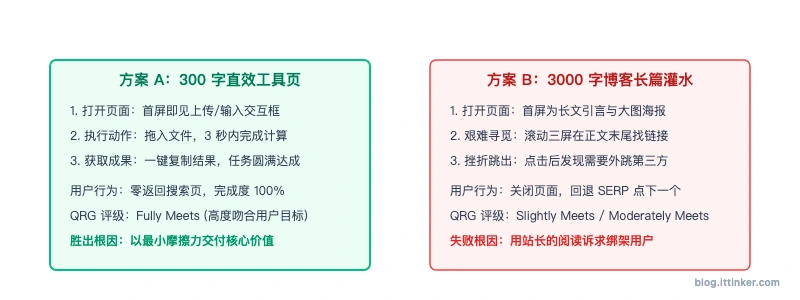 方案 A：300 字直效工具页
1. 打开页面：首屏即见上传/输入交互框
2. 执行动作：拖入文件，3 秒内完成计算
3. 获取成果：一键复制结果，任务圆满达成
用户行为：零返回搜索页，完成度 100%
QRG 评级：Fully Meets (高度吻合用户目标)
胜出根因：以最小摩擦力交付核心价值
方案 B：3000 字博客长篇灌水
1. 打开页面：首屏为长文引言与大图海报
2. 艰难寻觅：滚动三屏在正文末尾找链接
3. 挫折跳出：点击后发现需要外跳第三方
用户行为：关闭页面，回退 SERP 点下一个
QRG 评级：Slightly Meets / Moderately Meets
失败根因：用站长的阅读诉求绑架用户
blog.ittinker.com